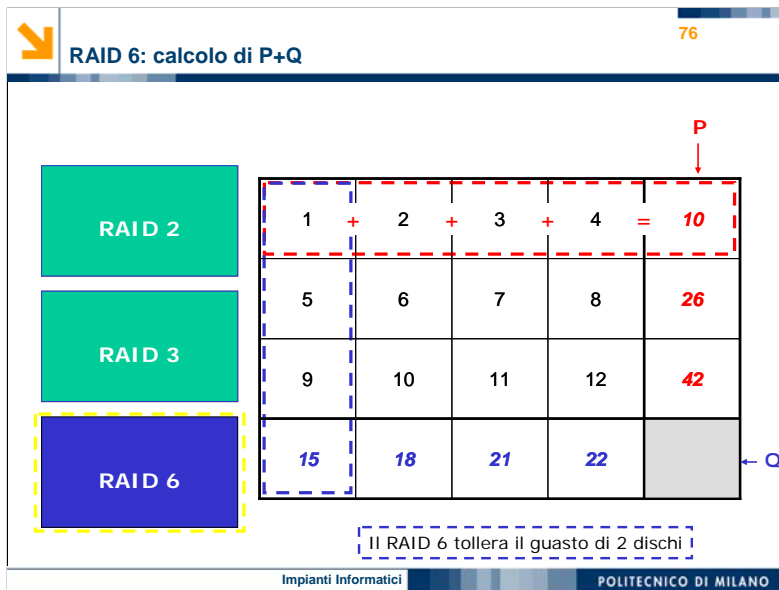 76
RAID 6: calcolo di P+Q
P
RAID 2
1 + 2 + 3 + 4 = 10
5 6 7 8 26
RAID 3
9 10 11 12 42
RAID 6
15 18 21 22
Q
Il RAID 6 tollera il guasto di 2 dischi
Impianti Informatici
POLITECNICO DI MILANO